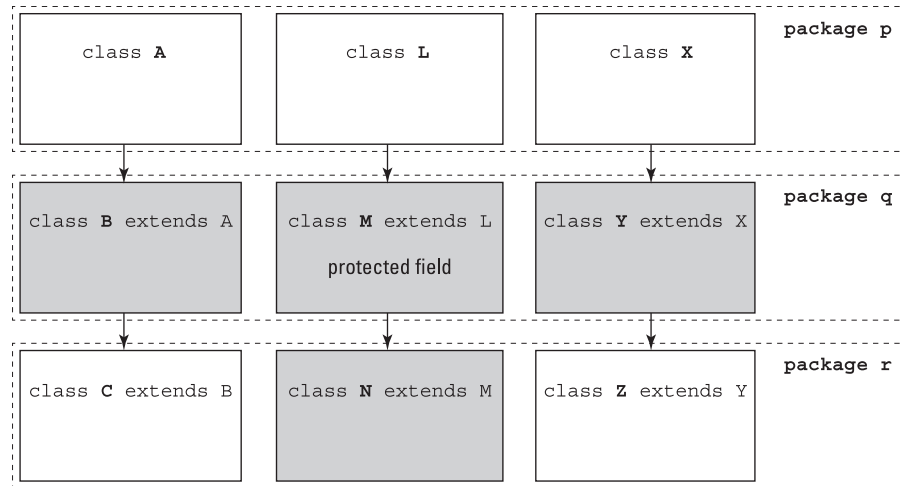 package p
class A
class L
class X
package q
class B extends A
class M extends L
protected field
class Y extends X
package r
class C extends B
class N extends M
class Z extends Y